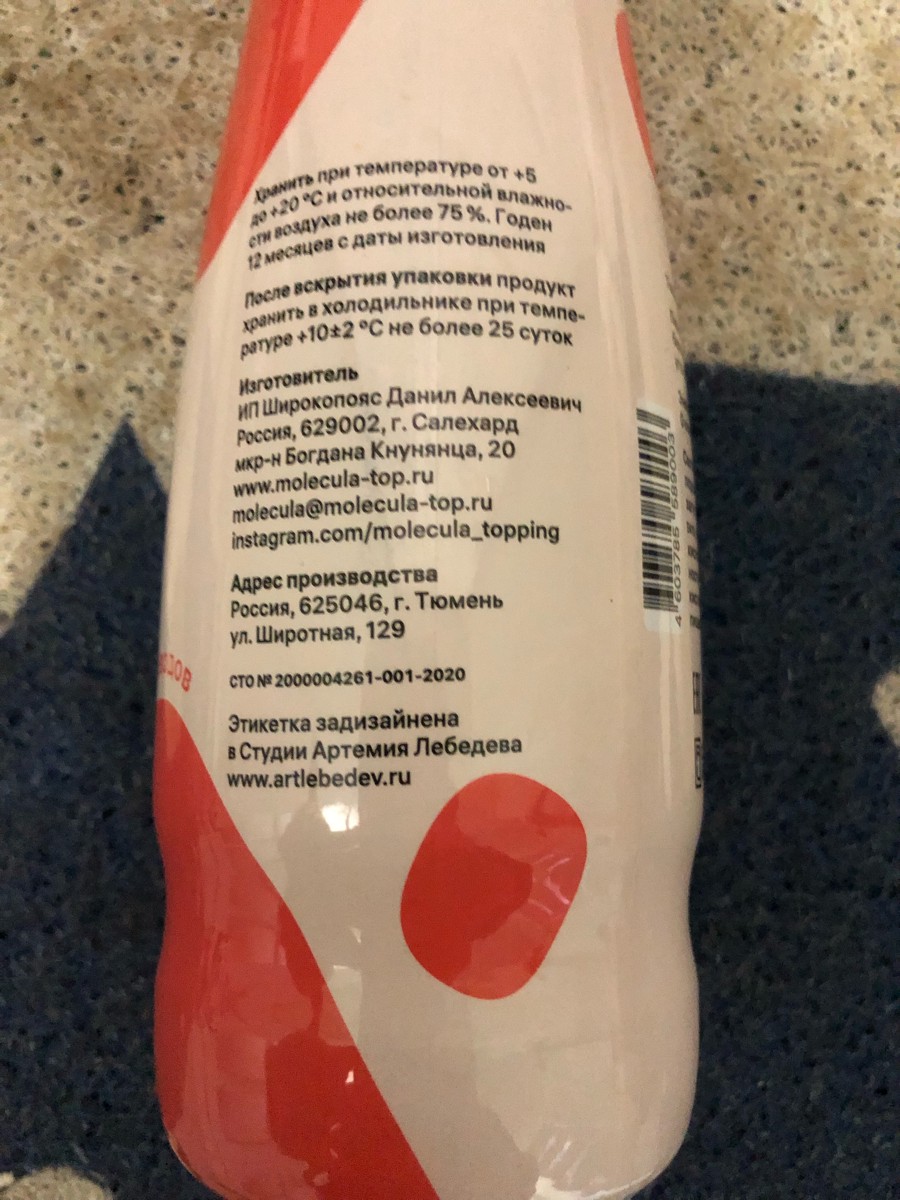 Хранить при температуре от +5
до +20 °С и относительной влажно-
сти воздуха не более 75 %. Годен
12 месяцев с даты изготовления
После вскрытия упаковки продукт
хранить в холодильнике при темпе-
ратуре +10±2 °С не более 25 суток
Изготовитель
ИП Широкопояс Данил Алексеевич
Россия, 629002, г. Салехард
мкр-н Богдана Кнунянца, 20
www.molecula-top.ru
molecula@molecula-top.ru
instagram.com/molecula_topping
Адрес производства
Россия, 625046, г. Тюмень
ул. Широтная, 129
СТО № 2000004261-001-2020
Этикетка задизайнена
в Студии Артемия Лебедева
www.artlebedev.ru
4 603785 589003